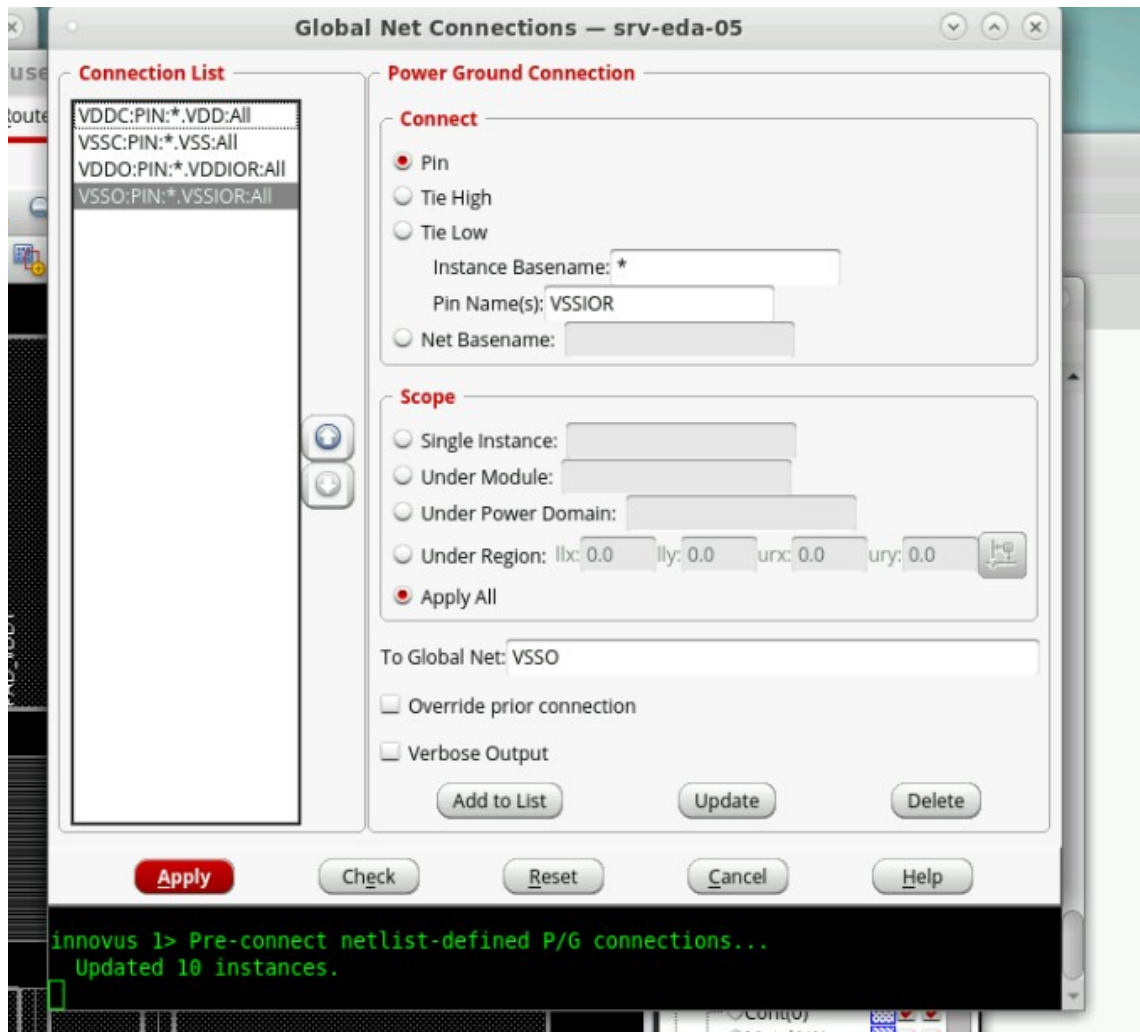 Global Net Connections — srv-eda-05
use
Route
Connection List
VDDC:PIN:*.VDD:All
VSSC:PIN:*.VSS:All
VDDO:PIN:*.VDDIOR:All
VSSO:PIN:*.VSSIOR:All
Power Ground Connection
Connect
Pin
Tie High
Tie Low
Instance Basename: *
Pin Name(s): VSSIOR
Net Basename:
Scope
Single Instance:
Under Module:
Under Power Domain:
Under Region: llx: 0.0 lly: 0.0 urx: 0.0 ury: 0.0
Apply All
To Global Net: VSSO
Override prior connection
Verbose Output
Add to List Update Delete
Apply Check Reset Cancel Help
innovus 1> Pre-connect netlist-defined P/G connections...
Updated 10 instances.
Cont(0)